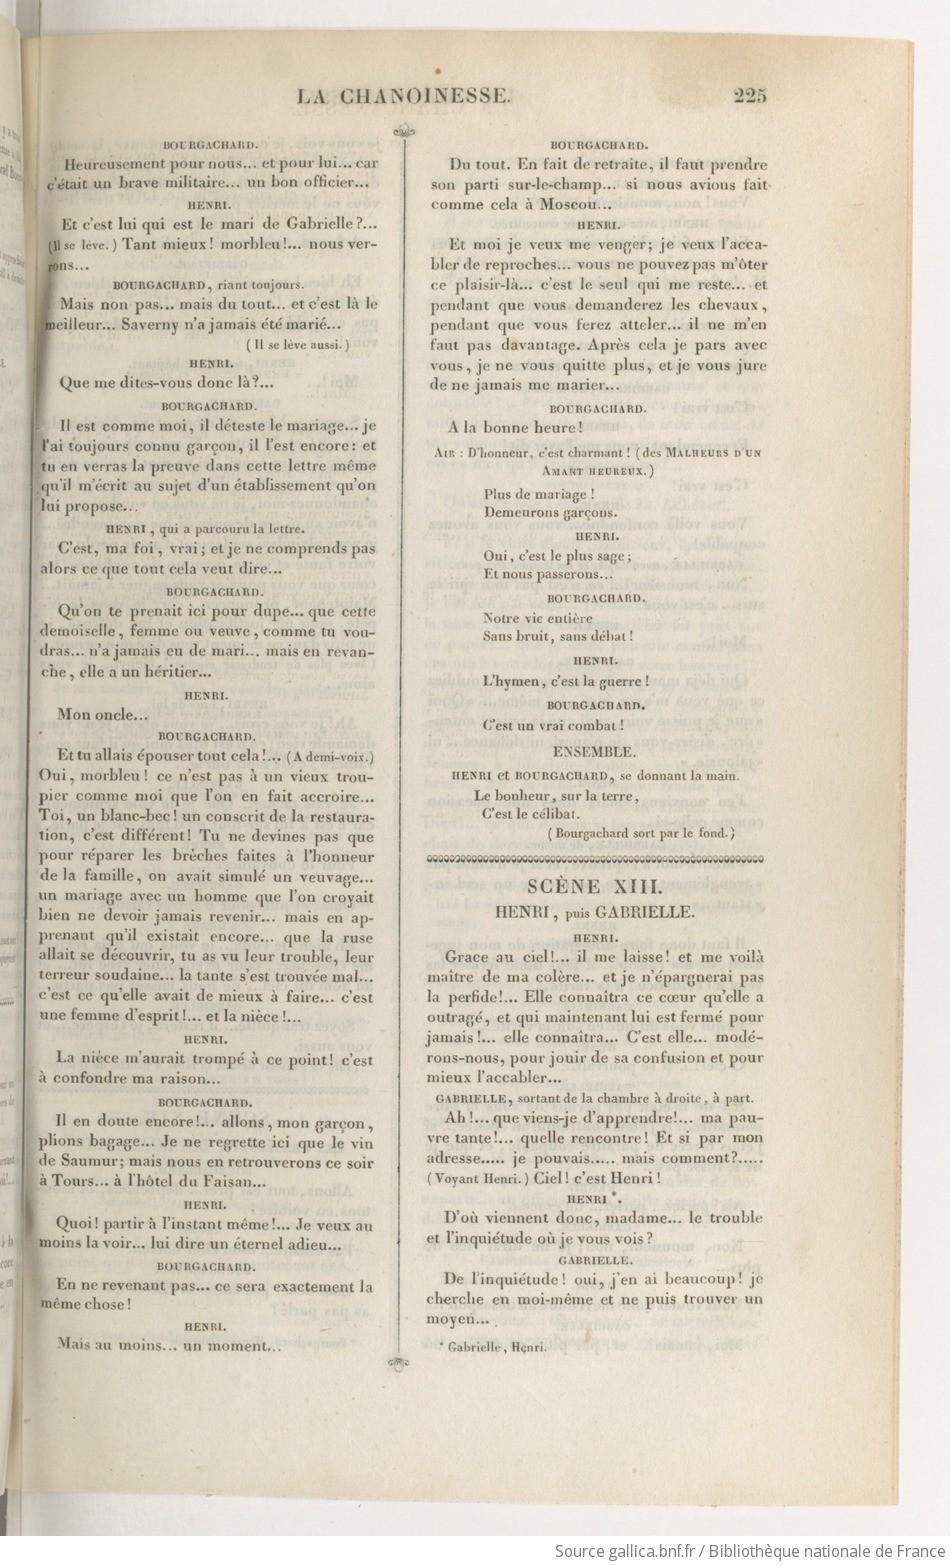 LA CHANOINESSE.
225
BOURGACHARD.
Heureusement pour nous... et pour lui... car
c'était un brave militaire... un bon officier...
HENRI.
Et c'est lui qui est le mari de Gabrielle?...
(Il se lève.) Tant mieux! morbleu!... nous ver-
rons...
BOURGACHARD, riant toujours.
Mais non pas... mais du tout... et c'est là le
meilleur... Saverny n'a jamais été marié...
(Il se lève aussi.)
HENRI.
Que me dites-vous donc là?...
BOURGACHARD.
Il est comme moi, il déteste le mariage... je
l'ai toujours connu garçon, il l'est encore: et
tu en verras la preuve dans cette lettre même
qu'il m'écrit au sujet d'un établissement qu'on
lui propose...
HENRI, qui a parcouru la lettre.
C'est, ma foi, vrai; et je ne comprends pas
alors ce que tout cela veut dire...
BOURGACHARD.
Qu'on te prenait ici pour dupe... que cette
demoiselle, femme ou veuve, comme tu vou-
dras... n'a jamais eu de mari... mais en revan-
che, elle a un héritier...
HENRI.
Mon oncle...
BOURGACHARD.
Et tu allais épouser tout cela!... (A demi-voix.)
Oui, morbleu! ce n'est pas à un vieux trou-
pier comme moi que l'on en fait accroire...
Toi, un blanc-bec! un conscrit de la restaura-
tion, c'est différent! Tu ne devines pas que
pour réparer les brèches faites à l'honneur
de la famille, on avait simulé un veuvage...
un mariage avec un homme que l'on croyait
bien ne devoir jamais revenir... mais en ap-
prenant qu'il existait encore... que la ruse
allait se découvrir, tu as vu leur trouble, leur
terreur soudaine... la tante s'est trouvée mal...
c'est ce qu'elle avait de mieux à faire... c'est
une femme d'esprit!... et la nièce!...
HENRI.
La nièce m'aurait trompé à ce point! c'est
à confondre ma raison...
BOURGACHARD.
Il en doute encore!... allons, mon garçon,
plions bagage... Je ne regrette ici que le vin
de Saumur; mais nous en retrouverons ce soir
à Tours... à l'hôtel du Faisan...
HENRI.
Quoi! partir à l'instant même!... Je veux au
moins la voir... lui dire un éternel adieu...
BOURGACHARD.
En ne revenant pas... ce sera exactement la
même chose!
HENRI.
Mais au moins... un moment...
BOURGACHARD.
Du tout. En fait de retraite, il faut prendre
son parti sur-le-champ... si nous avions fait
comme cela à Moscou...
HENRI.
Et moi je veux me venger; je veux l'acca-
bler de reproches... vous ne pouvez pas m'ôter
ce plaisir-là... c'est le seul qui me reste... et
pendant que vous demanderez les chevaux,
pendant que vous ferez atteler... il ne m'en
faut pas davantage. Après cela je pars avec
vous, je ne vous quitte plus, et je vous jure
de ne jamais me marier...
BOURGACHARD.
A la bonne heure!
AIR: D'honneur, c'est charmant! (des MALHEURS D'UN
AMANT HEUREUX.)
Plus de mariage!
Demeurons garçons.
HENRI.
Oui, c'est le plus sage;
Et nous passerons...
BOURGACHARD.
Notre vie entière
Sans bruit, sans débat!
HENRI.
L'hymen, c'est la guerre!
BOURGACHARD.
C'est un vrai combat!
ENSEMBLE.
HENRI et BOURGACHARD, se donnant la main.
Le bonheur, sur la terre,
C'est le célibat.
(Bourgachard sort par le fond.)
SCÈNE XIII.
HENRI, puis GABRIELLE.
HENRI.
Grace au ciel!... il me laisse! et me voilà
maître de ma colère... et je n'épargnerai pas
la perfide!... Elle connaîtra ce cœur qu'elle a
outragé, et qui maintenant lui est fermé pour
jamais!... elle connaîtra... C'est elle... modé-
rons-nous, pour jouir de sa confusion et pour
mieux l'accabler...
GABRIELLE, sortant de la chambre à droite, à part.
Ah!... que viens-je d'apprendre!... ma pau-
vre tante!... quelle rencontre! Et si par mon
adresse..... je pouvais..... mais comment?.....
(Voyant Henri.) Ciel! c'est Henri!
HENRI *.
D'où viennent donc, madame... le trouble
et l'inquiétude où je vous vois?
GABRIELLE.
De l'inquiétude! oui, j'en ai beaucoup! je
cherche en moi-même et ne puis trouver un
moyen...
* Gabrielle, Henri.
Source gallica.bnf.fr / Bibliothèque nationale de France